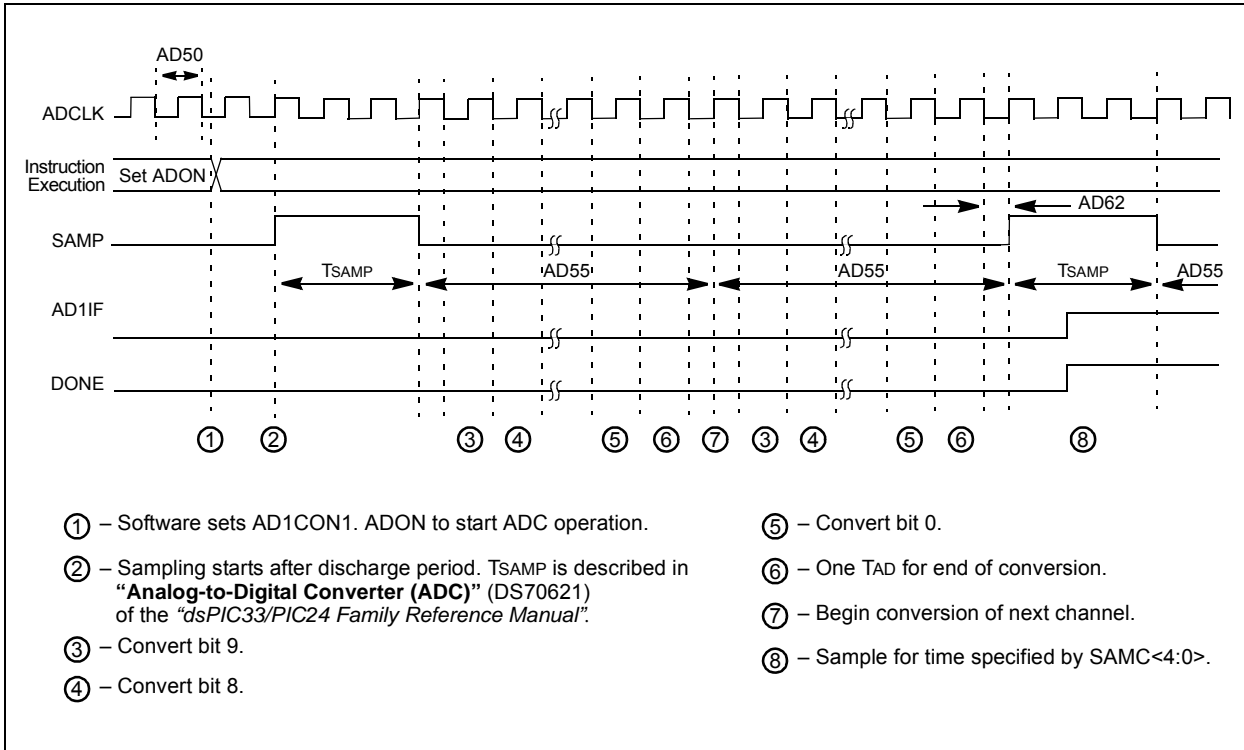 AD50
ADCLK
Instruction
Execution
Set ADON
AD62
SAMP
TSAMP
AD55
AD55
TSAMP
AD55
AD1IF
DONE
1 2 3 4 5 6 7 3 4 5 6 8
1 – Software sets AD1CON1. ADON to start ADC operation.
2 – Sampling starts after discharge period. TSAMP is described in
“Analog-to-Digital Converter (ADC)” (DS70621)
of the “dsPIC33/PIC24 Family Reference Manual”.
3 – Convert bit 9.
4 – Convert bit 8.
5 – Convert bit 0.
6 – One TAD for end of conversion.
7 – Begin conversion of next channel.
8 – Sample for time specified by SAMC<4:0>.